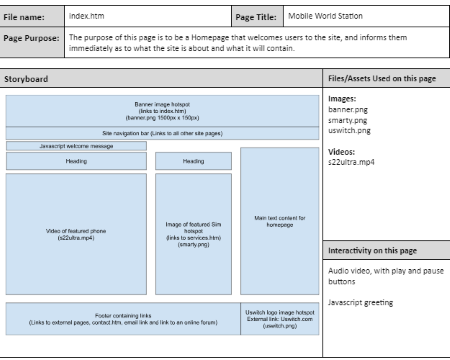 File name:
index.htm
Page Title:
Mobile World Station
Page Purpose:
The purpose of this page is to be a Homepage that welcomes users to the site, and informs them
immediately as to what the site is about and what it will contain.
Storyboard
Files/Assets Used on this page
Banner image hotspot
(links to index.htm)
(banner.png 1500px x 150px)
Site navigation bar (Links to all other site pages)
Javascript welcome message
Heading
Heading
Video of featured phone
(s22ultra.mp4)
Image of featured Sim
hotspot
(links to services.htm)
(smarty.png)
Main text content for
homepage
Footer containing links
(Links to external pages, contact.htm, email link and link to an online forum)
Uswitch logo image hotspot
External link: Uswitch.com
(uswitch.png)
Images:
banner.png
smarty.png
uswitch.png
Videos:
s22ultra.mp4
Interactivity on this page
Audio video, with play and pause
buttons
Javascript greeting